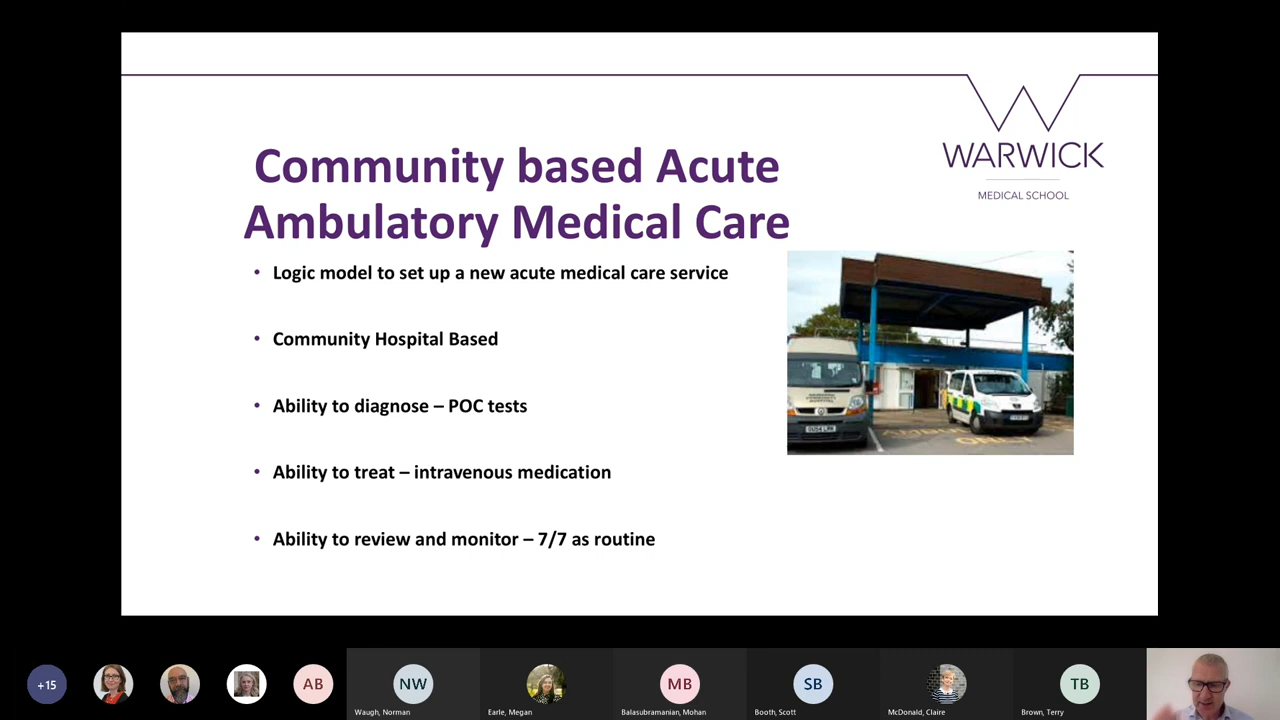 Community based Acute
Ambulatory Medical Care
WARWICK
MEDICAL SCHOOL
• Logic model to set up a new acute medical care service
• Community Hospital Based
• Ability to diagnose – POC tests
• Ability to treat – intravenous medication
• Ability to review and monitor – 7/7 as routine
+15
AB
NW
MB
SB
TB
Waugh, Norman
Earle, Megan
Balasubramanian, Mohan
Booth, Scott
McDonald, Claire
Brown, Terry